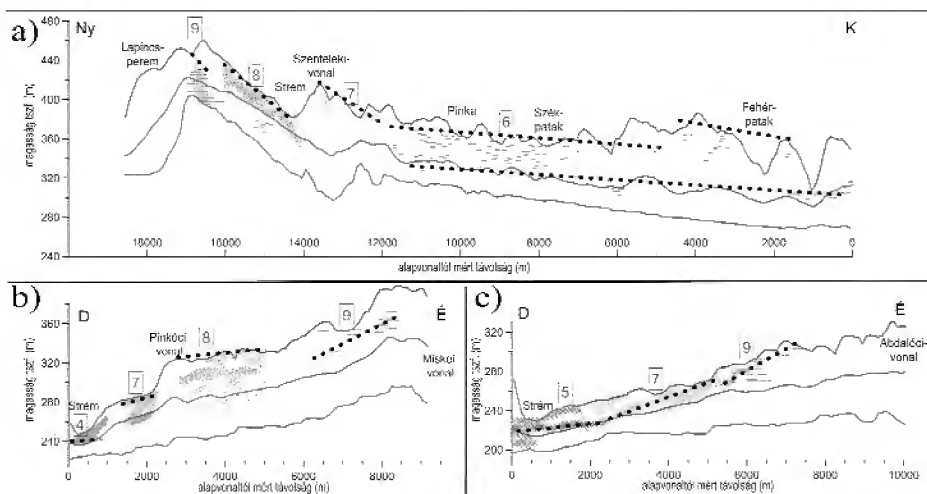 a) Ny K
480
440
400
360
320
280
240
magasság tszf. (m)
Lapincs-
perem
9
8
Strem
Szenteleki-
vonal
7
Pinka
6
Szék-
patak
Fehér-
patak
18000 16000 14000 12000 10000 8000 6000 4000 2000 0
alapvonaltól mért távolság (m)
b) D É
360
320
280
240
magasság tszf. (m)
Strém
4
7
Pinkóci
vonal
8
9
Miskei
vonal
0 2000 4000 6000 8000
alapvonaltól mért távolság (m)
c) D É
320
280
240
200
magasság tszf. (m)
Strém
5
7
9
Abdalóci-
vonal
0 2000 4000 6000 8000 10000
alapvonaltól mért távolság (m)